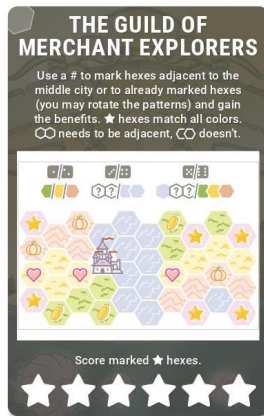 THE GUILD OF
MERCHANT EXPLORERS
Use a # to mark hexes adjacent to the
middle city or to already marked hexes
(you may rotate the patterns) and gain
the benefits. ★ hexes match all colors.
needs to be adjacent, doesn't.
/ / /
? ? ? ?
Score marked ★ hexes.